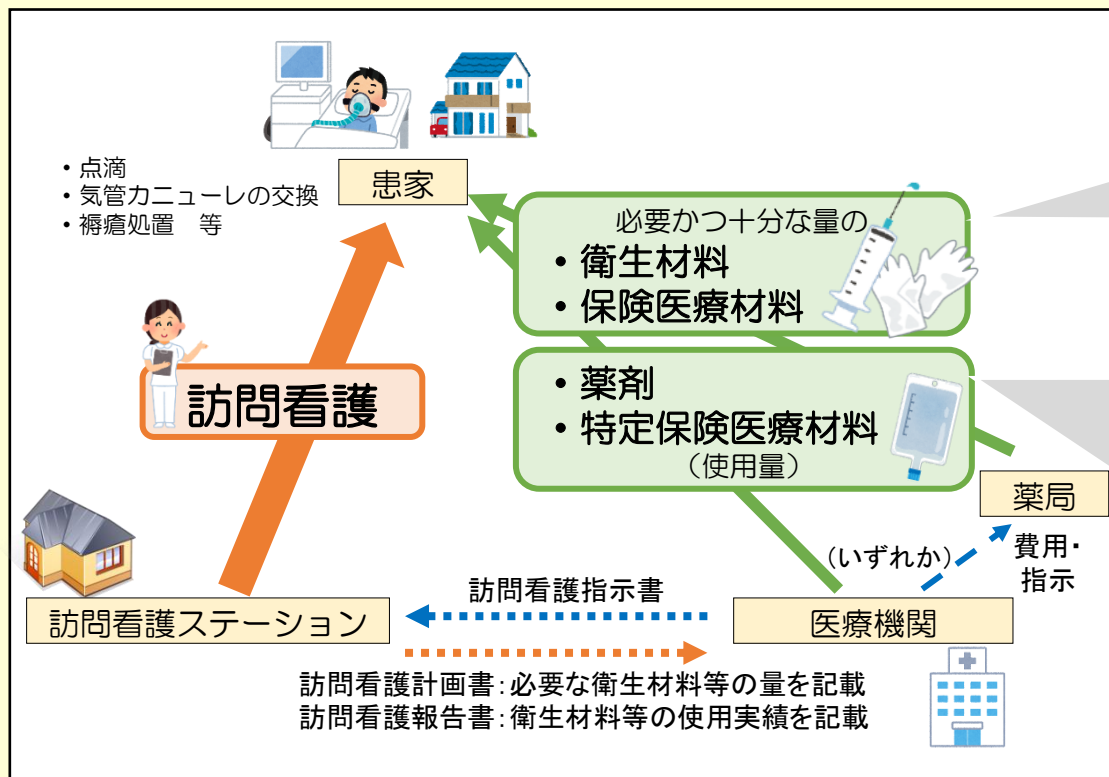 ・点滴
・気管カニューレの交換
・褥瘡処置　等
患家
必要かつ十分な量の
・衛生材料
・保険医療材料
・薬剤
・特定保険医療材料
（使用量）
訪問看護
薬局
（いずれか）
費用・
指示
訪問看護指示書
訪問看護ステーション
医療機関
訪問看護計画書：必要な衛生材料等の量を記載
訪問看護報告書：衛生材料等の使用実績を記載